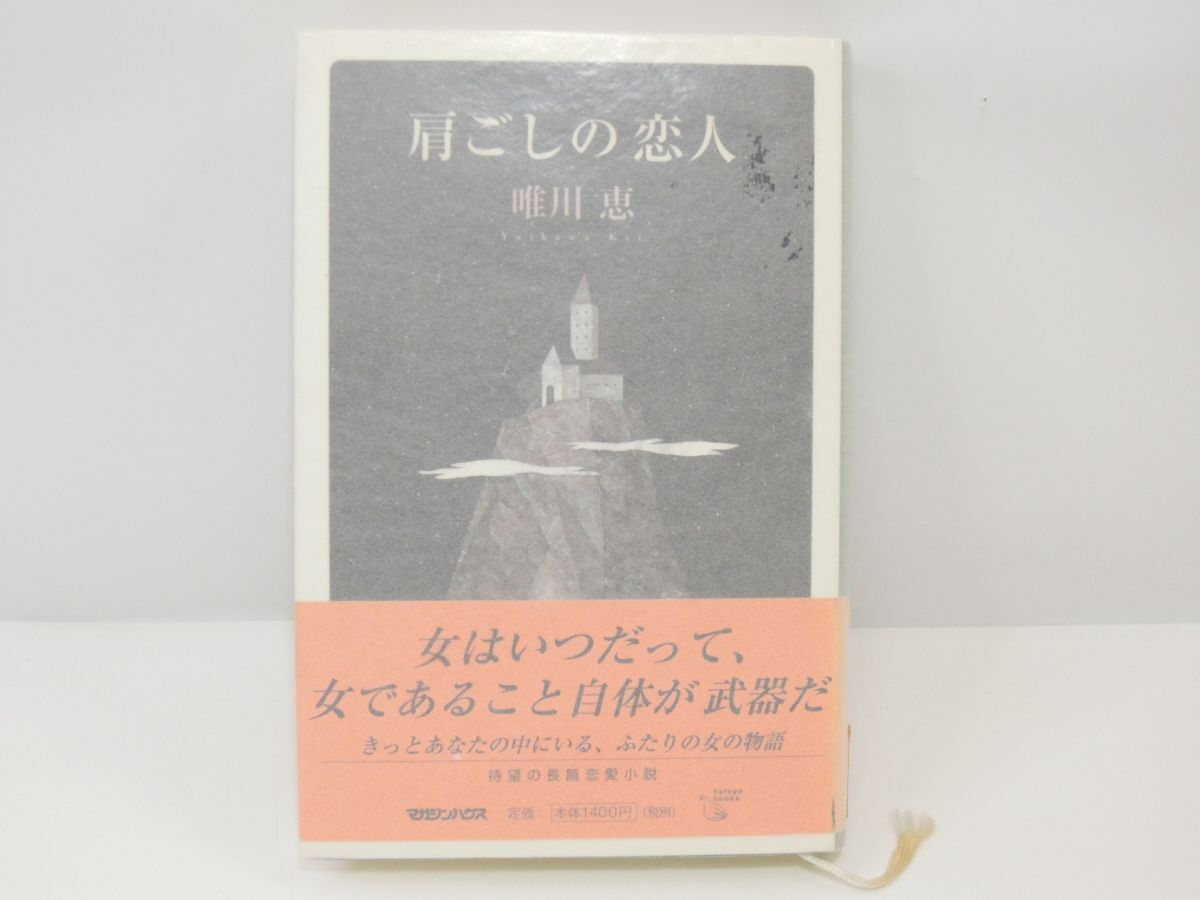 肩ごしの恋人
唯川 恵
Yuikawa Kei
女はいつだって、
女であること自体が武器だ
きっとあなたの中にいる、ふたりの女の物語
待望の長篇恋愛小説
マガジンハウス 定価：本体1400円(税別)
hatoya
books